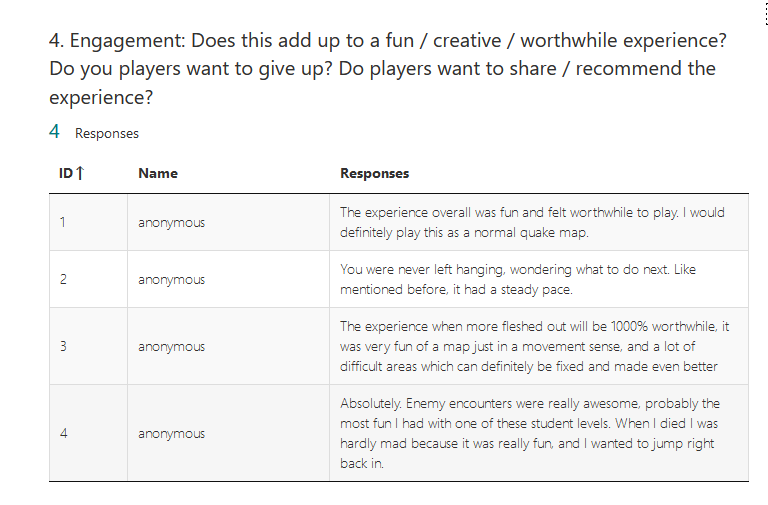 4. Engagement: Does this add up to a fun / creative / worthwhile experience?
Do you players want to give up? Do players want to share / recommend the
experience?
4 Responses
ID↑ Name Responses
1 anonymous The experience overall was fun and felt worthwhile to play. I would
definitely play this as a normal quake map.
2 anonymous You were never left hanging, wondering what to do next. Like
mentioned before, it had a steady pace.
3 anonymous The experience when more fleshed out will be 1000% worthwhile, it
was very fun of a map just in a movement sense, and a lot of
difficult areas which can definitely be fixed and made even better
4 anonymous Absolutely. Enemy encounters were really awesome, probably the
most fun I had with one of these student levels. When I died I was
hardly mad because it was really fun, and I wanted to jump right
back in.